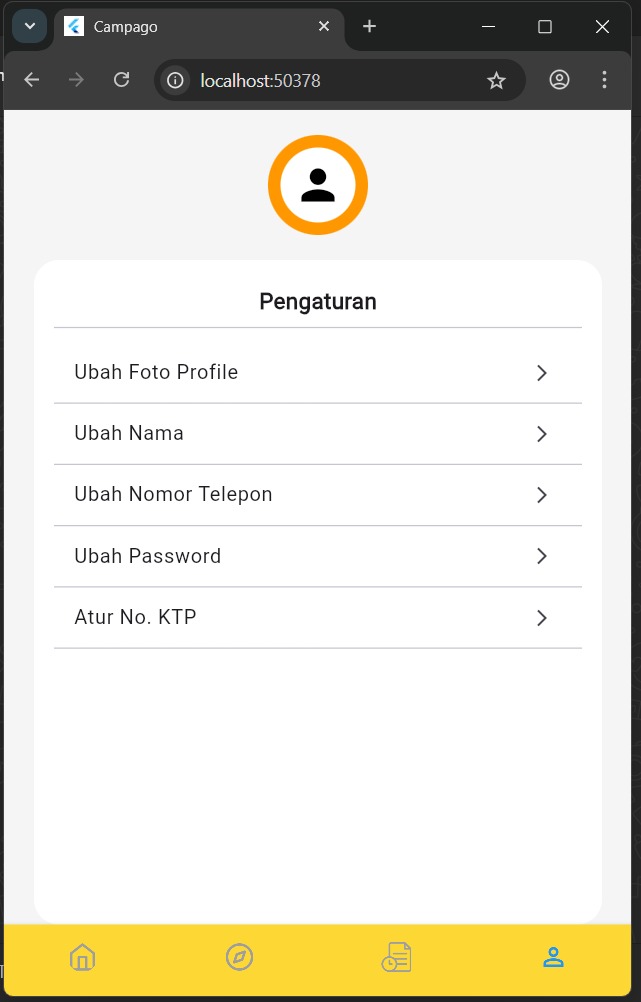 Campago
localhost:50378
Pengaturan
Ubah Foto Profile
Ubah Nama
Ubah Nomor Telepon
Ubah Password
Atur No. KTP